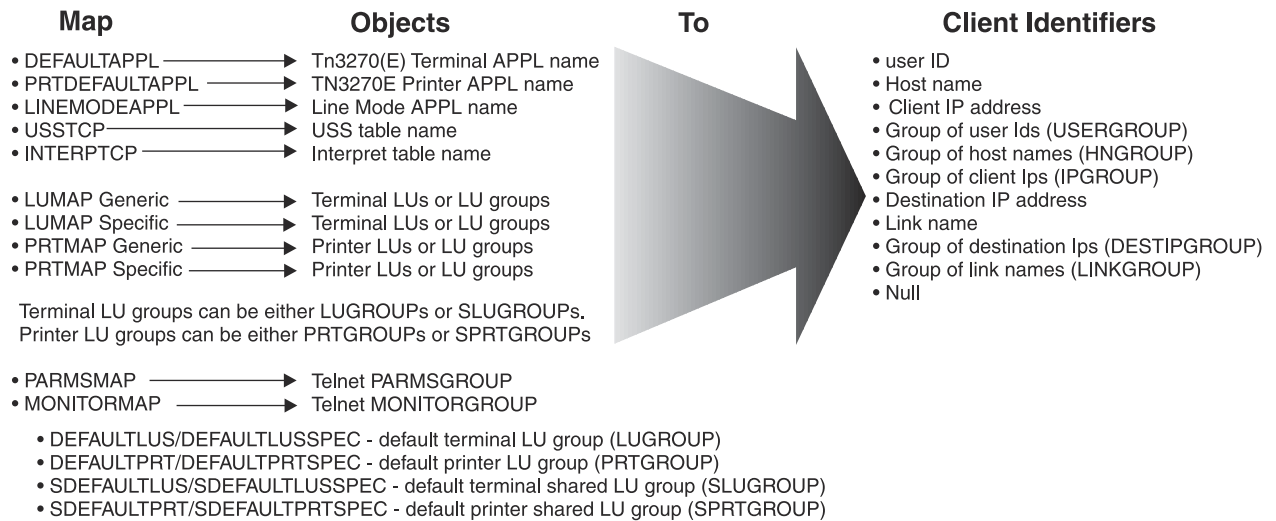 Map Objects To Client Identifiers
• DEFAULTAPPL Tn3270(E) Terminal APPL name
• PRTDEFAULTAPPL TN3270E Printer APPL name
• LINEMODEAPPL Line Mode APPL name
• USSTCP USS table name
• INTERPTCP Interpret table name
• LUMAP Generic Terminal LUs or LU groups
• LUMAP Specific Terminal LUs or LU groups
• PRTMAP Generic Printer LUs or LU groups
• PRTMAP Specific Printer LUs or LU groups
Terminal LU groups can be either LUGROUPs or SLUGROUPs.
Printer LU groups can be either PRTGROUPs or SPRTGROUPs
• PARMSMAP Telnet PARMSGROUP
• MONITORMAP Telnet MONITORGROUP
• DEFAULTLUS/DEFAULTLUSSPEC - default terminal LU group (LUGROUP)
• DEFAULTPRT/DEFAULTPRTSPEC - default printer LU group (PRTGROUP)
• SDEFAULTLUS/SDEFAULTLUSSPEC - default terminal shared LU group (SLUGROUP)
• SDEFAULTPRT/SDEFAULTPRTSPEC - default printer shared LU group (SPRTGROUP)
• user ID
• Host name
• Client IP address
• Group of user Ids (USERGROUP)
• Group of host names (HNGROUP)
• Group of client Ips (IPGROUP)
• Destination IP address
• Link name
• Group of destination Ips (DESTIPGROUP)
• Group of link names (LINKGROUP)
• Null